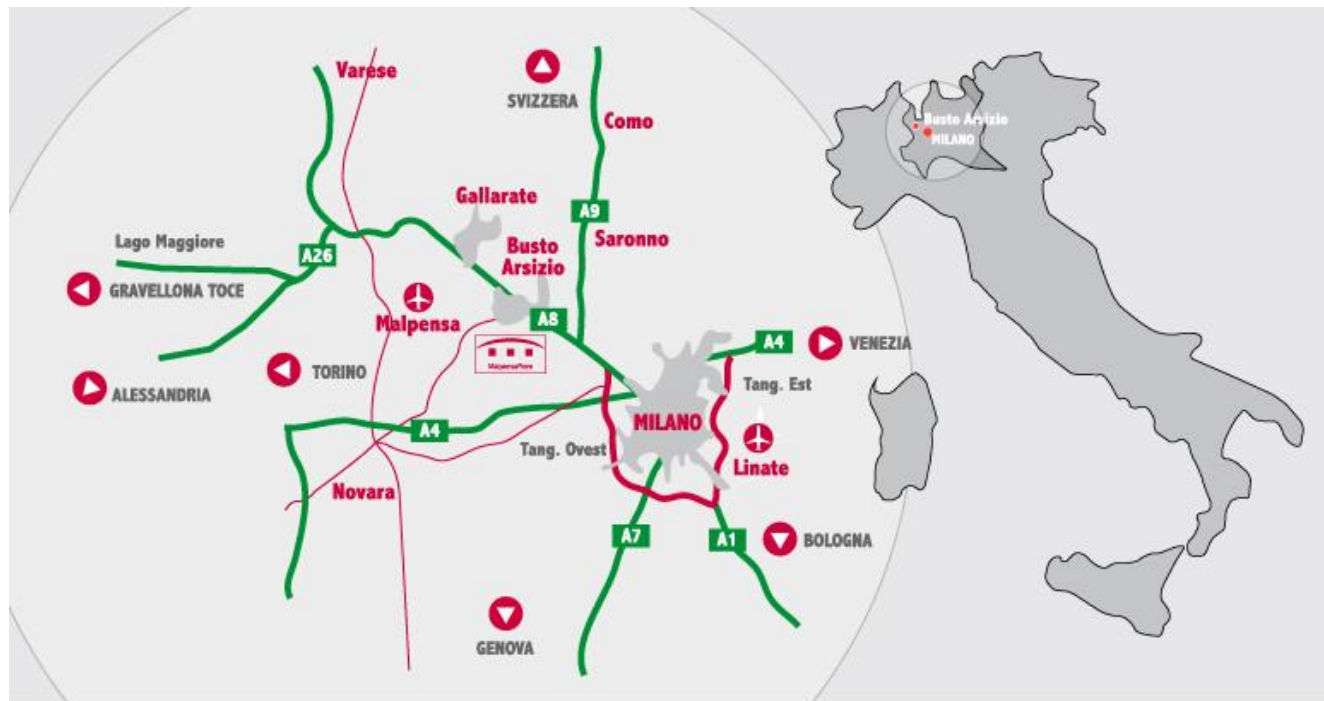 Varese
SVIZZERA
Como
Busto Arsizio
MILANO
Gallarate
A9
Lago Maggiore
A26
Busto
Arsizio
Saronno
GRAVELLONA TOCE
Malpensa
A8
MalpensaFiere
A4
VENEZIA
TORINO
ALESSANDRIA
Tang. Est
A4
MILANO
Tang. Ovest
Linate
Novara
A7
A1
BOLOGNA
GENOVA